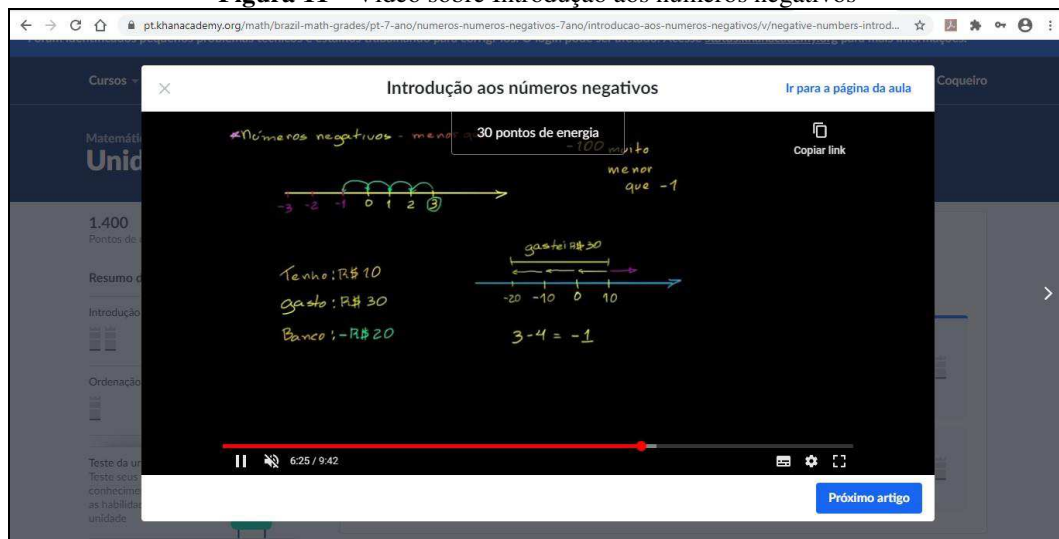 Figura 11 – Vídeo sobre Introdução aos números negativos
pt.khanacademy.org/math/brazil-math-grades/pt-7-ano/numeros-numeros-negativos-7ano/introducao-aos-numeros-negativos/v/negative-numbers-introd...
Cursos
Coqueiro
Introdução aos números negativos
Ir para a página da aula
Matemáti
Unid
*Números negativos - menor q
30 pontos de energia
-100 muito
menor
que -1
Copiar link
-3 -2 -1 0 1 2 3
1.400
Pontos de
Resumo d
Introdução
Ordenação
Tenho: R$10
gasto: R$30
Banco: -R$20
gastei R$30
-20 -10 0 10
3-4 = -1
6:25 / 9:42
Teste da un
Teste seus
conhecime
as habilidad
unidade
Próximo artigo